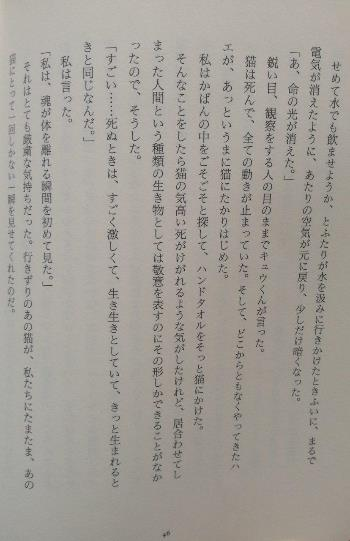 せめて水でも飲ませようか、とふたりが水を汲みに行きかけたときふいに、まるで
電気が消えたように、あたりの空気が元に戻り、少しだけ暗くなった。
「あ、命の光が消えた。」
鋭い目、観察をする人の目のままでキュウくんが言った。
猫は死んで、全ての動きが止まっていた。そして、どこからともなくやってきたハ
エが、あっというまに猫にたかりはじめた。
私はかばんの中をごそごそと探して、ハンドタオルをそっと猫にかけた。
そんなことをしたら猫の気高い死がけがれるような気がしたけれど、居合わせてし
まった人間という種類の生き物としては敬意を表すのにその形しかできることがなか
ったので、そうした。
「すごい……死ぬときは、すごく激しくて、生き生きとしていて、きっと生まれると
きと同じなんだ。」
私は言った。
「私は、魂が体を離れる瞬間を初めて見た。」
それはとても厳粛な気持ちだった。行きずりのあの猫が、私たちにたまたま、あの
猫にとって一回しかない一瞬を見せてくれたのだ。
46